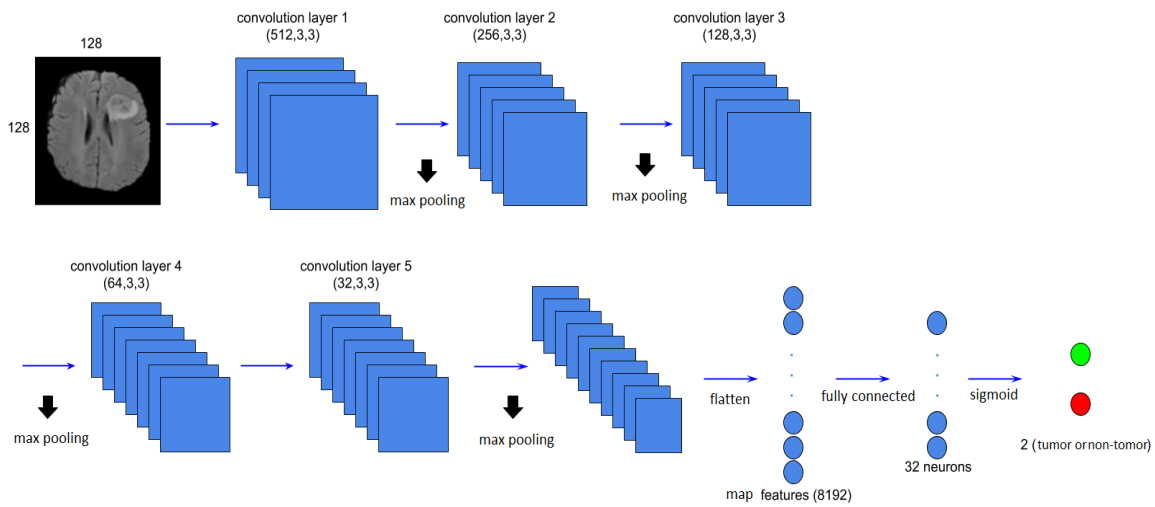 128
128
convolution layer 1
(512,3,3)
convolution layer 2
(256,3,3)
convolution layer 3
(128,3,3)
max pooling
max pooling
convolution layer 4
(64,3,3)
convolution layer 5
(32,3,3)
max pooling
max pooling
flatten
fully connected
sigmoid
map features (8192)
32 neurons
2 (tumor or non-tomor)